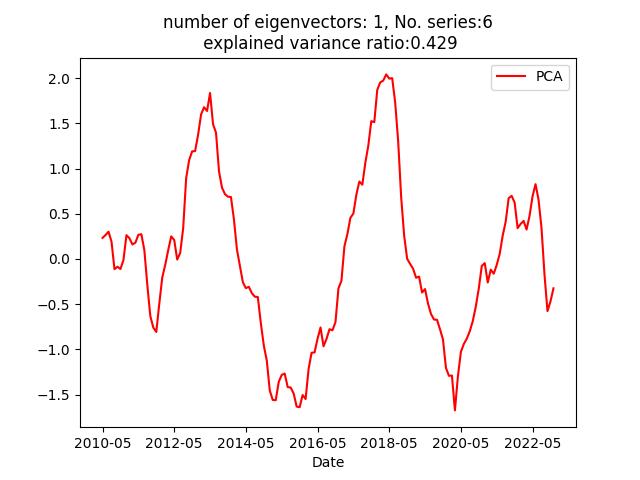 number of eigenvectors: 1, No. series:6
explained variance ratio:0.429
PCA
2.0
1.5
1.0
0.5
0.0
−0.5
−1.0
−1.5
2010-05 2012-05 2014-05 2016-05 2018-05 2020-05 2022-05
Date